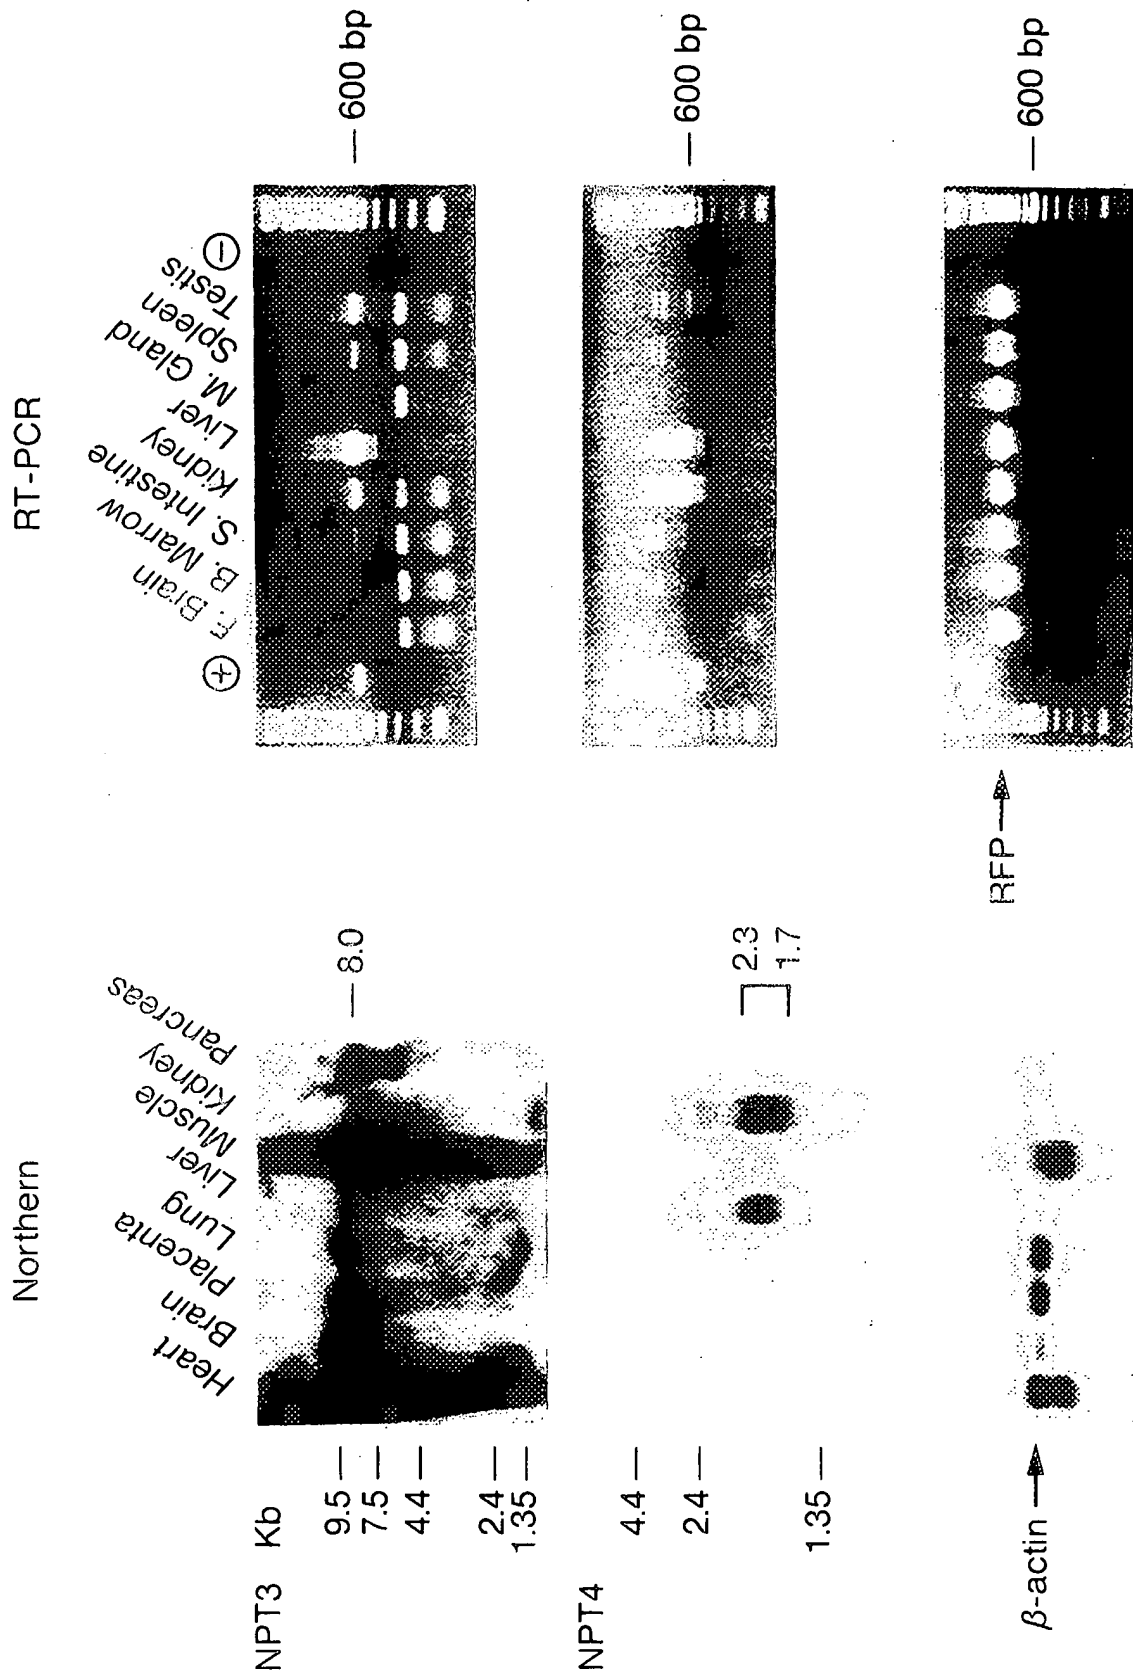 Northern
RT-PCR
Heart
Brain
Placenta
Lung
Liver
Muscle
Kidney
Pancreas
+
F. Brain
B. Marrow
S. Intestine
Kidney
Liver
M. Gland
Spleen
Testis
−
NPT3
Kb
9.5 —
7.5 —
4.4 —
2.4 —
1.35 —
— 8.0
— 600 bp
NPT4
4.4 —
2.4 —
1.35 —
2.3
1.7
— 600 bp
β-actin
RFP
— 600 bp